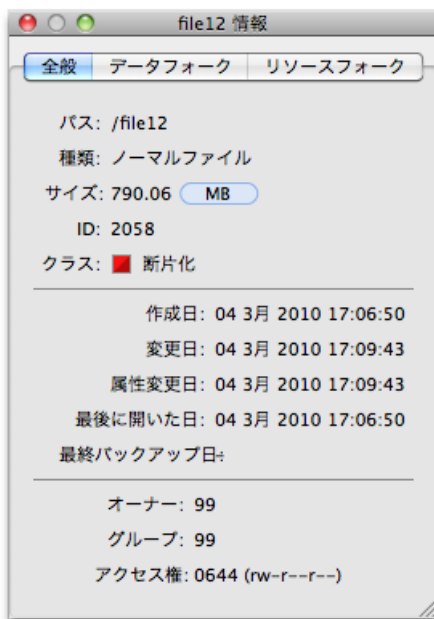 file12 情報
全般 データフォーク リソースフォーク
パス: /file12
種類: ノーマルファイル
サイズ: 790.06 MB
ID: 2058
クラス: 断片化
作成日: 04 3月 2010 17:06:50
変更日: 04 3月 2010 17:09:43
属性変更日: 04 3月 2010 17:09:43
最後に開いた日: 04 3月 2010 17:06:50
最終バックアップ日:-
オーナー: 99
グループ: 99
アクセス権: 0644 (rw-r--r--)